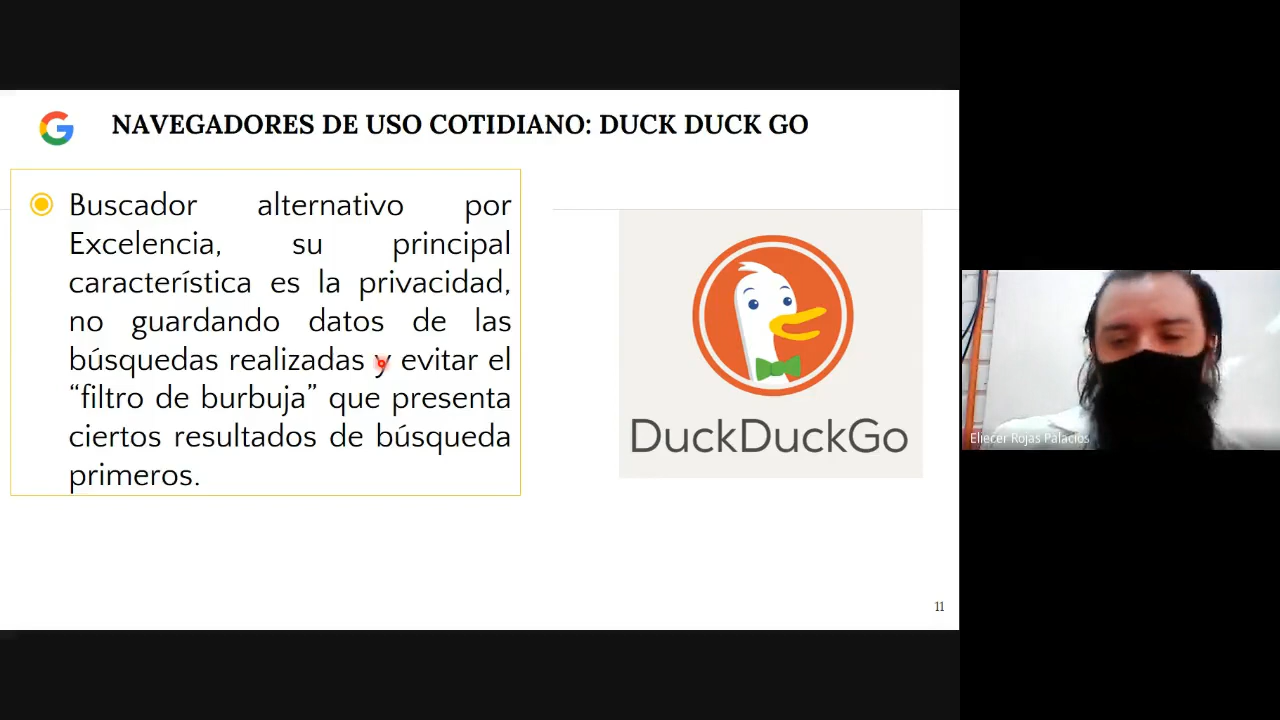 NAVEGADORES DE USO COTIDIANO: DUCK DUCK GO
Buscador alternativo por
Excelencia, su principal
característica es la privacidad,
no guardando datos de las
búsquedas realizadas y evitar el
“filtro de burbuja” que presenta
ciertos resultados de búsqueda
primeros.
DuckDuckGo
11
Eliecer Rojas Palacios